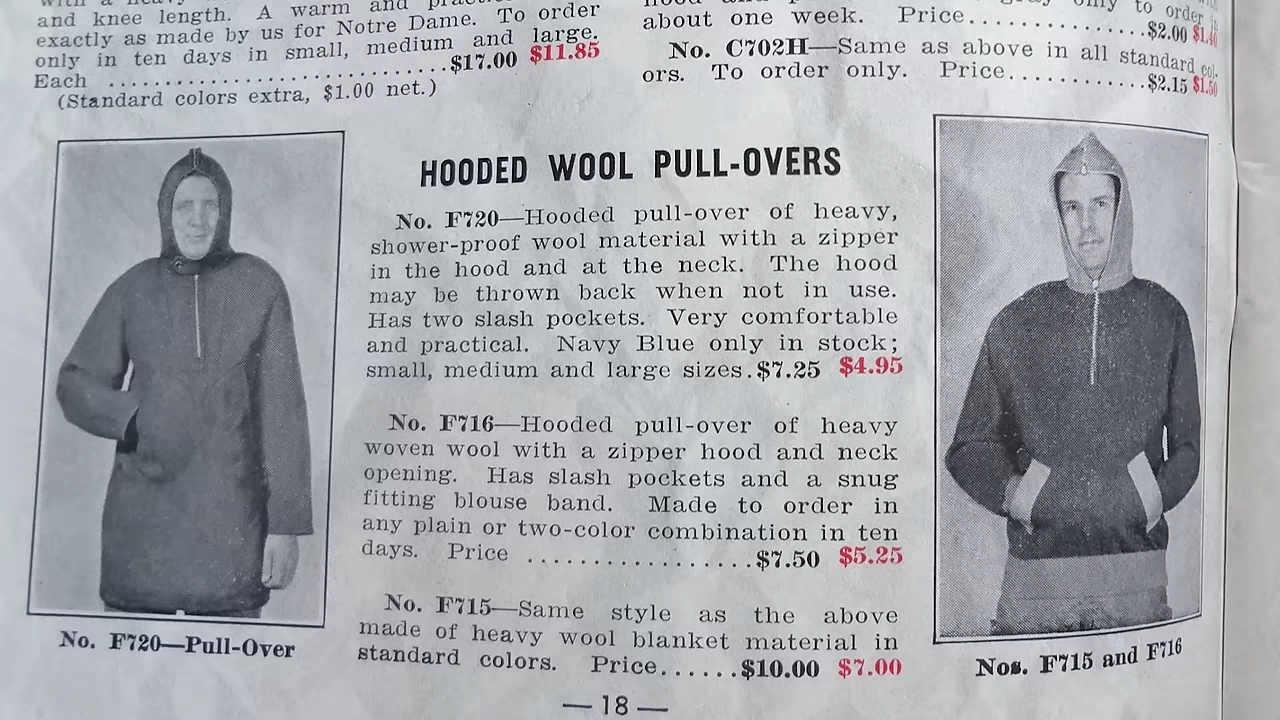 and knee length. A warm and
exactly as made by us for Notre Dame. To order
only in ten days in small, medium and large.
Each ..............................$17.00 $11.85
(Standard colors extra, $1.00 net.)
to order
about one week. Price..................$2.00 $1.40
No. C702H—Same as above in all standard col-
ors. To order only. Price............$2.15 $1.50
HOODED WOOL PULL-OVERS
No. F720—Hooded pull-over of heavy,
shower-proof wool material with a zipper
in the hood and at the neck. The hood
may be thrown back when not in use.
Has two slash pockets. Very comfortable
and practical. Navy Blue only in stock;
small, medium and large sizes.$7.25 $4.95
No. F716—Hooded pull-over of heavy
woven wool with a zipper hood and neck
opening. Has slash pockets and a snug
fitting blouse band. Made to order in
any plain or two-color combination in ten
days. Price .................$7.50 $5.25
No. F715—Same style as the above
made of heavy wool blanket material in
standard colors. Price......$10.00 $7.00
No. F720—Pull-Over
Nos. F715 and F716
— 18 —